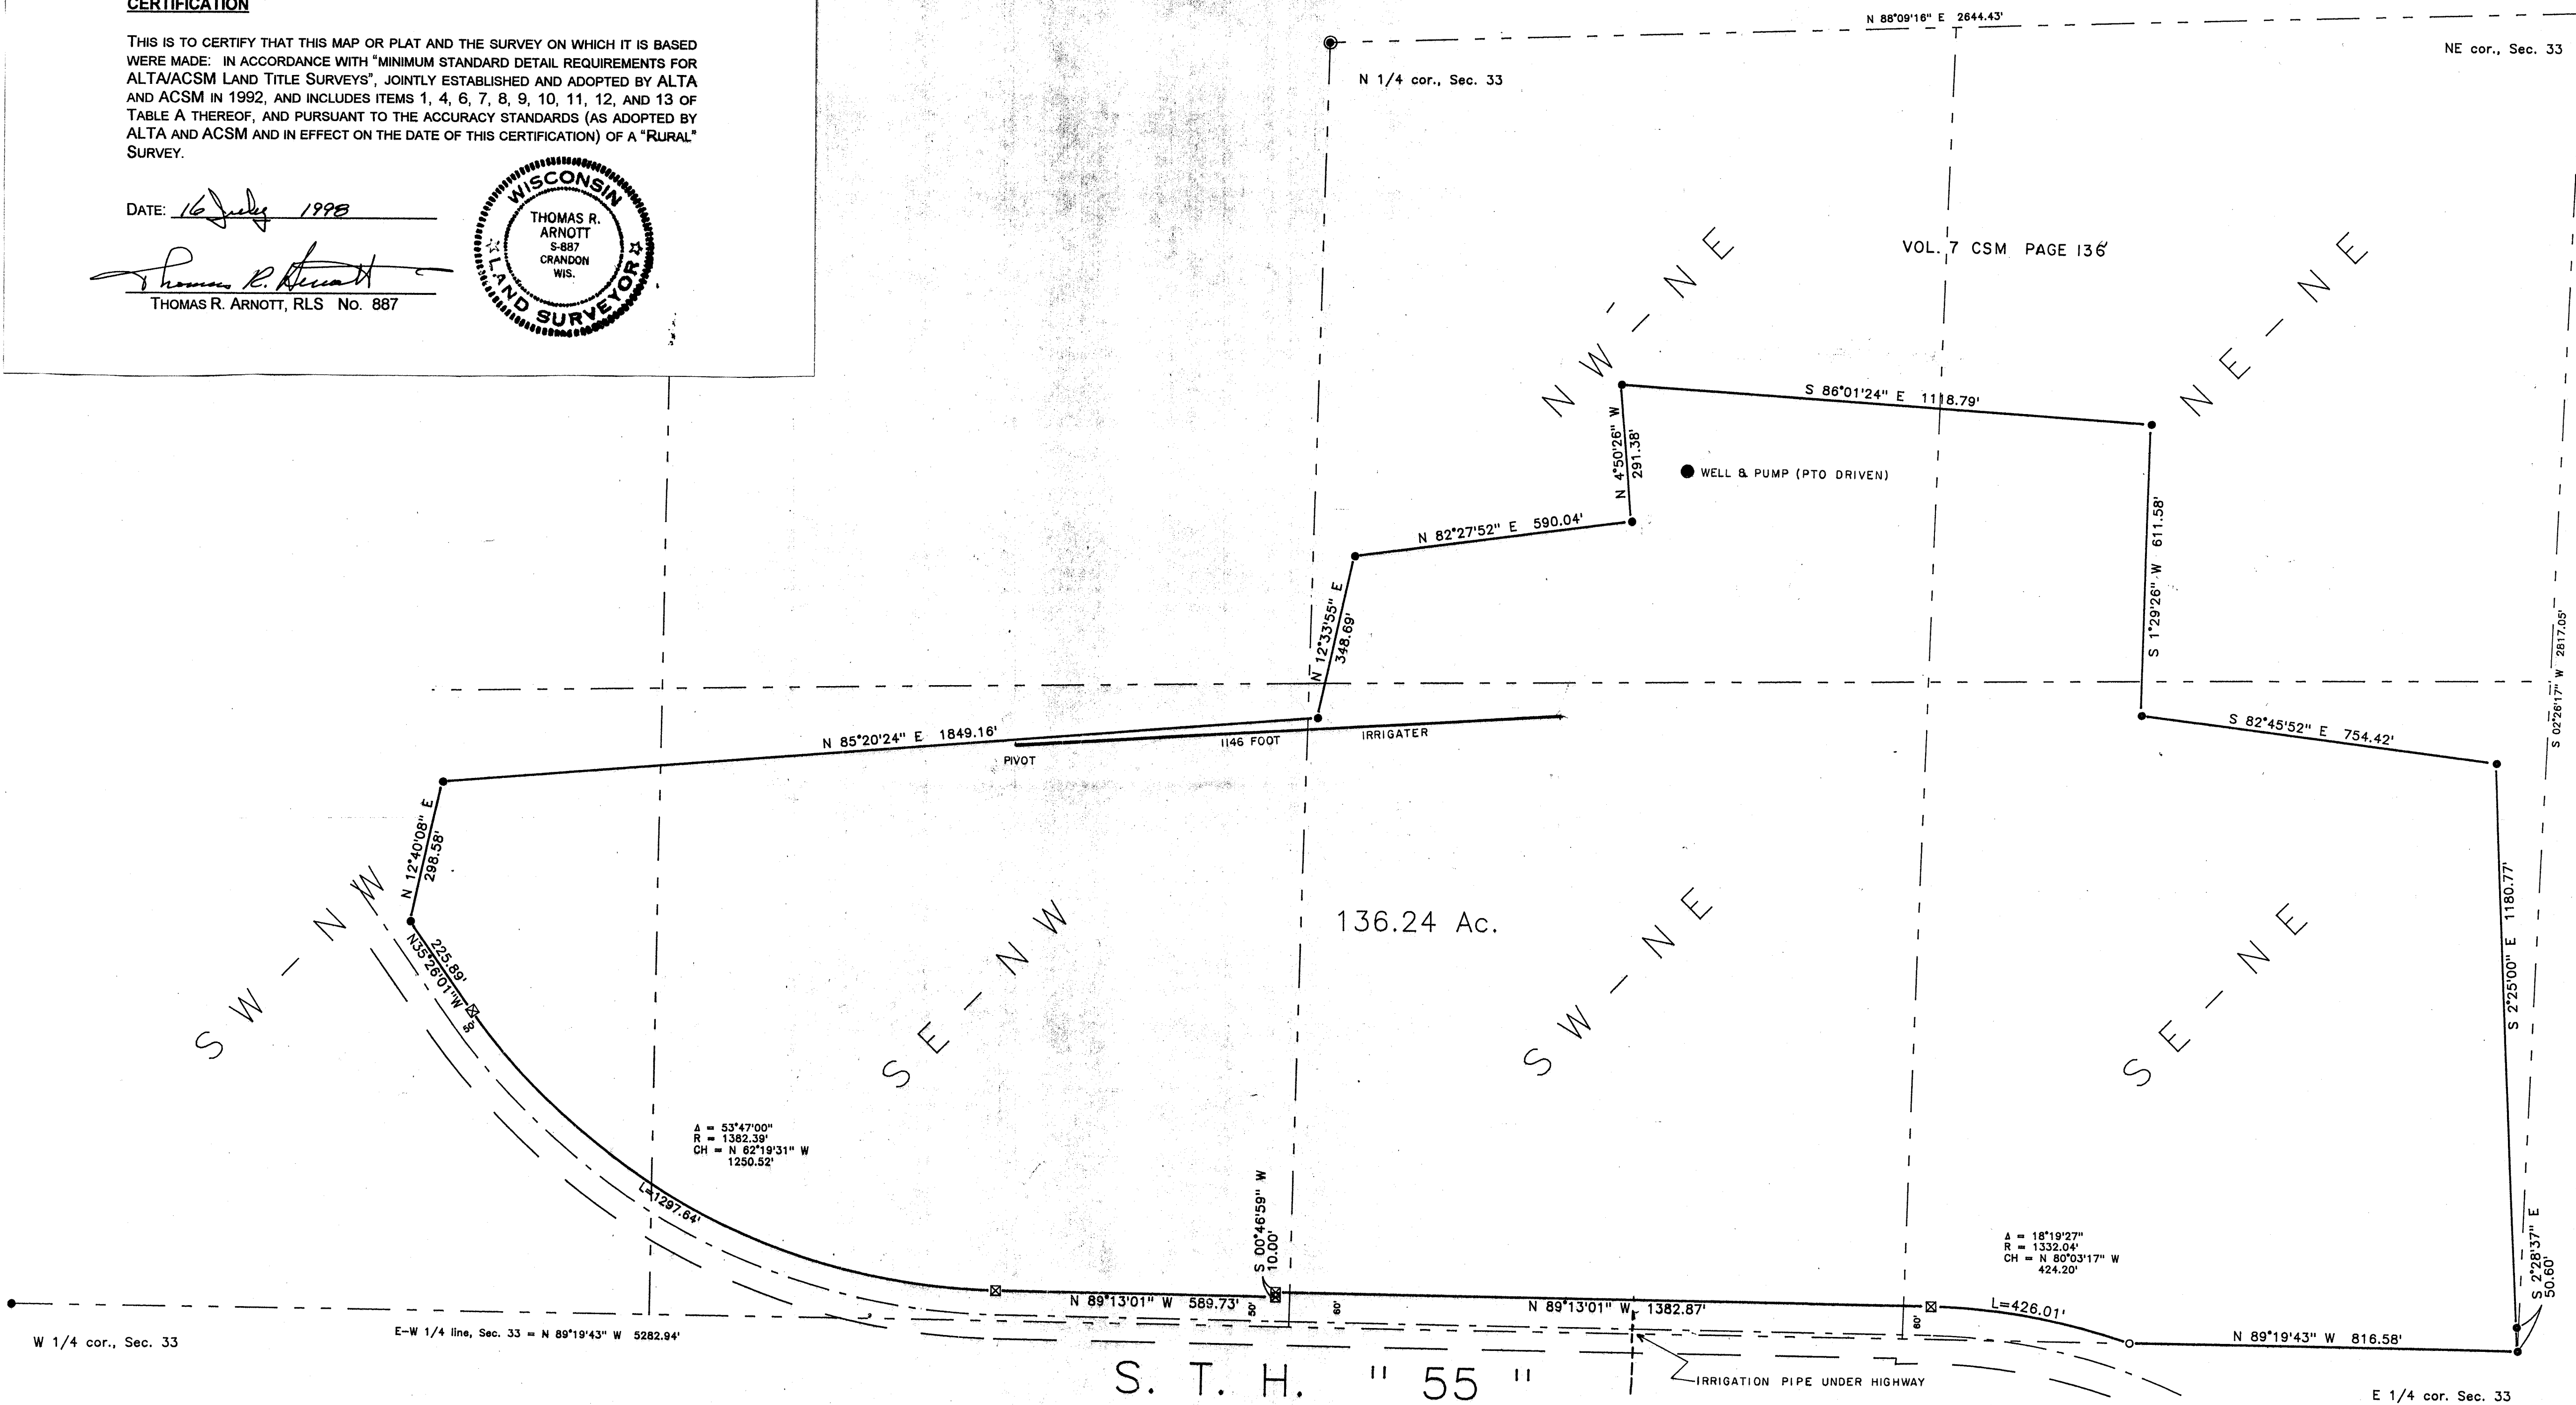 CERTIFICATION
THIS IS TO CERTIFY THAT THIS MAP OR PLAT AND THE SURVEY ON WHICH IT IS BASED
WERE MADE: IN ACCORDANCE WITH "MINIMUM STANDARD DETAIL REQUIREMENTS FOR
ALTA/ACSM LAND TITLE SURVEYS", JOINTLY ESTABLISHED AND ADOPTED BY ALTA
AND ACSM IN 1992, AND INCLUDES ITEMS 1, 4, 6, 7, 8, 9, 10, 11, 12, AND 13 OF
TABLE A THEREOF, AND PURSUANT TO THE ACCURACY STANDARDS (AS ADOPTED BY
ALTA AND ACSM AND IN EFFECT ON THE DATE OF THIS CERTIFICATION) OF A "RURAL"
SURVEY.
DATE: 16 July 1998
Thomas R. Arnott
THOMAS R. ARNOTT, RLS No. 887
WISCONSIN
THOMAS R.
ARNOTT
S-887
CRANDON
WIS.
LAND SURVEYOR
N 88°09'16" E 2644.43'
NE cor., Sec. 33
N 1/4 cor., Sec. 33
VOL. 7 CSM PAGE 136
NW - NE
NE - NE
S 86°01'24" E 1118.79'
N 4°50'26" W
291.38'
WELL & PUMP (PTO DRIVEN)
N 82°27'52" E 590.04'
S 1°29'26" W 611.58'
N 12°33'55" E
348.69'
S 02°26'17" W 2817.05'
N 85°20'24" E 1849.16'
1146 FOOT IRRIGATER
PIVOT
S 82°45'52" E 754.42'
N 12°40'08" E
298.58'
SW - NW
SE - NW
136.24 Ac.
SW - NE
SE - NE
S 2°25'00" E 1180.77'
225.89'
N35°26'01"W
50'
Δ = 53°47'00"
R = 1382.39'
CH = N 62°19'31" W
1250.52'
L=1297.64'
S 00°46'59" W
10.00'
Δ = 18°19'27"
R = 1332.04'
CH = N 80°03'17" W
424.20'
S 2°28'37" E
50.60'
N 89°13'01" W 589.73'
50'
60'
N 89°13'01" W 1382.87'
60'
L=426.01'
N 89°19'43" W 816.58'
W 1/4 cor., Sec. 33
E-W 1/4 line, Sec. 33 = N 89°19'43" W 5282.94'
S. T. H. "55"
IRRIGATION PIPE UNDER HIGHWAY
E 1/4 cor. Sec. 33